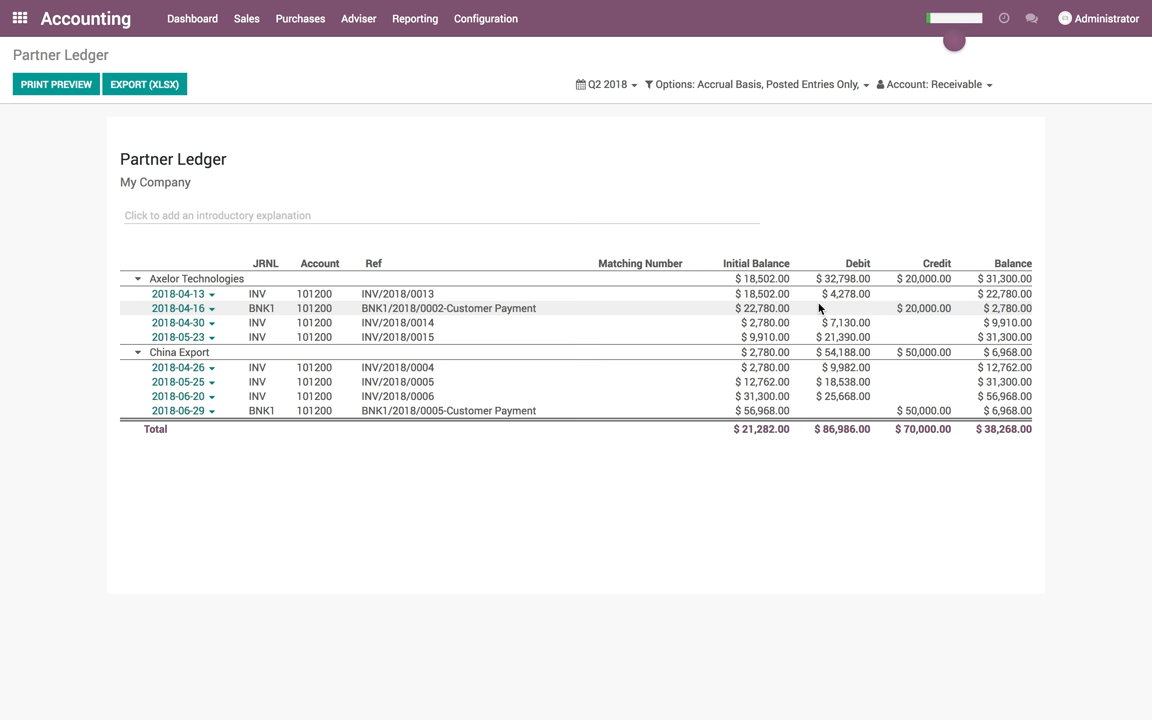 Accounting Dashboard Sales Purchases Adviser Reporting Configuration Administrator
Partner Ledger
PRINT PREVIEW EXPORT (XLSX) Q2 2018 Options: Accrual Basis, Posted Entries Only, Account: Receivable
Partner Ledger
My Company
Click to add an introductory explanation
JRNL Account Ref Matching Number Initial Balance Debit Credit Balance
Axelor Technologies $ 18,502.00 $ 32,798.00 $ 20,000.00 $ 31,300.00
2018-04-13 INV 101200 INV/2018/0013 $ 18,502.00 $ 4,278.00 $ 22,780.00
2018-04-16 BNK1 101200 BNK1/2018/0002-Customer Payment $ 22,780.00 $ 20,000.00 $ 2,780.00
2018-04-30 INV 101200 INV/2018/0014 $ 2,780.00 $ 7,130.00 $ 9,910.00
2018-05-23 INV 101200 INV/2018/0015 $ 9,910.00 $ 21,390.00 $ 31,300.00
China Export $ 2,780.00 $ 54,188.00 $ 50,000.00 $ 6,968.00
2018-04-26 INV 101200 INV/2018/0004 $ 2,780.00 $ 9,982.00 $ 12,762.00
2018-05-25 INV 101200 INV/2018/0005 $ 12,762.00 $ 18,538.00 $ 31,300.00
2018-06-20 INV 101200 INV/2018/0006 $ 31,300.00 $ 25,668.00 $ 56,968.00
2018-06-29 BNK1 101200 BNK1/2018/0005-Customer Payment $ 56,968.00 $ 50,000.00 $ 6,968.00
Total $ 21,282.00 $ 86,986.00 $ 70,000.00 $ 38,268.00